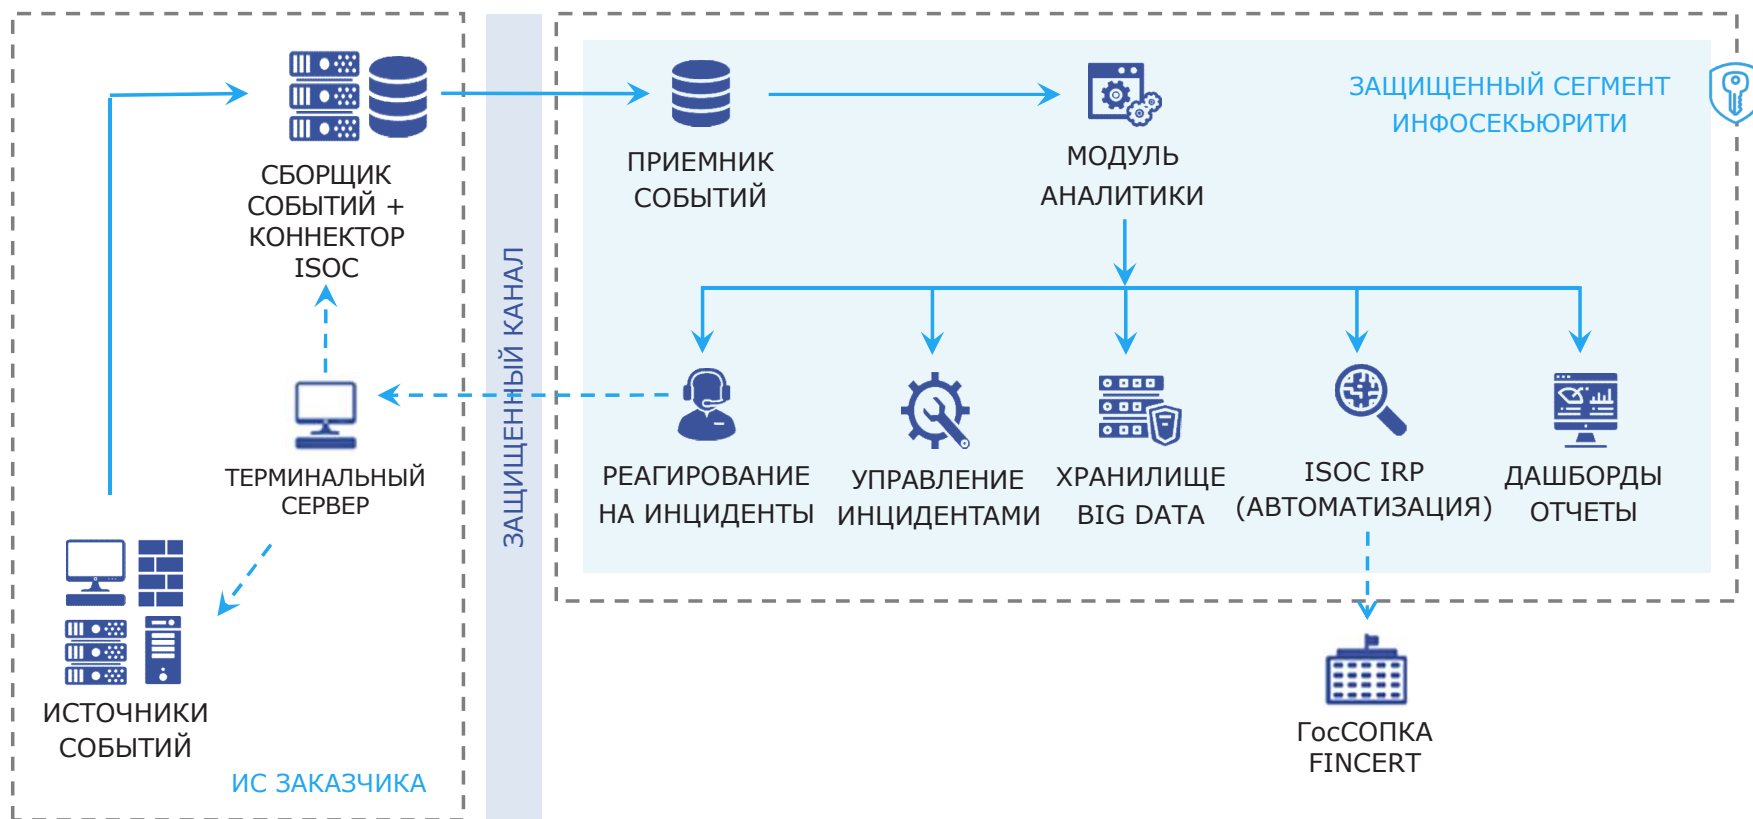 СБОРЩИК
СОБЫТИЙ +
КОННЕКТОР
ISOC
ТЕРМИНАЛЬНЫЙ
СЕРВЕР
ИСТОЧНИКИ
СОБЫТИЙ
ИС ЗАКАЗЧИКА
ЗАЩИЩЕННЫЙ КАНАЛ
ПРИЕМНИК
СОБЫТИЙ
МОДУЛЬ
АНАЛИТИКИ
ЗАЩИЩЕННЫЙ СЕГМЕНТ
ИНФОСЕКЬЮРИТИ
РЕАГИРОВАНИЕ
НА ИНЦИДЕНТЫ
УПРАВЛЕНИЕ
ИНЦИДЕНТАМИ
ХРАНИЛИЩЕ
BIG DATA
ISOC IRP
(АВТОМАТИЗАЦИЯ)
ДАШБОРДЫ
ОТЧЕТЫ
ГосСОПКА
FINCERT